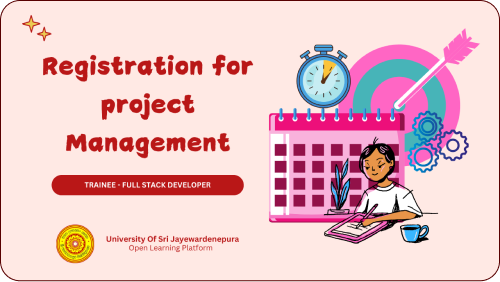 Registration for
project
Management
TRAINEE - FULL STACK DEVELOPER
University Of Sri Jayewardenepura
Open Learning Platform